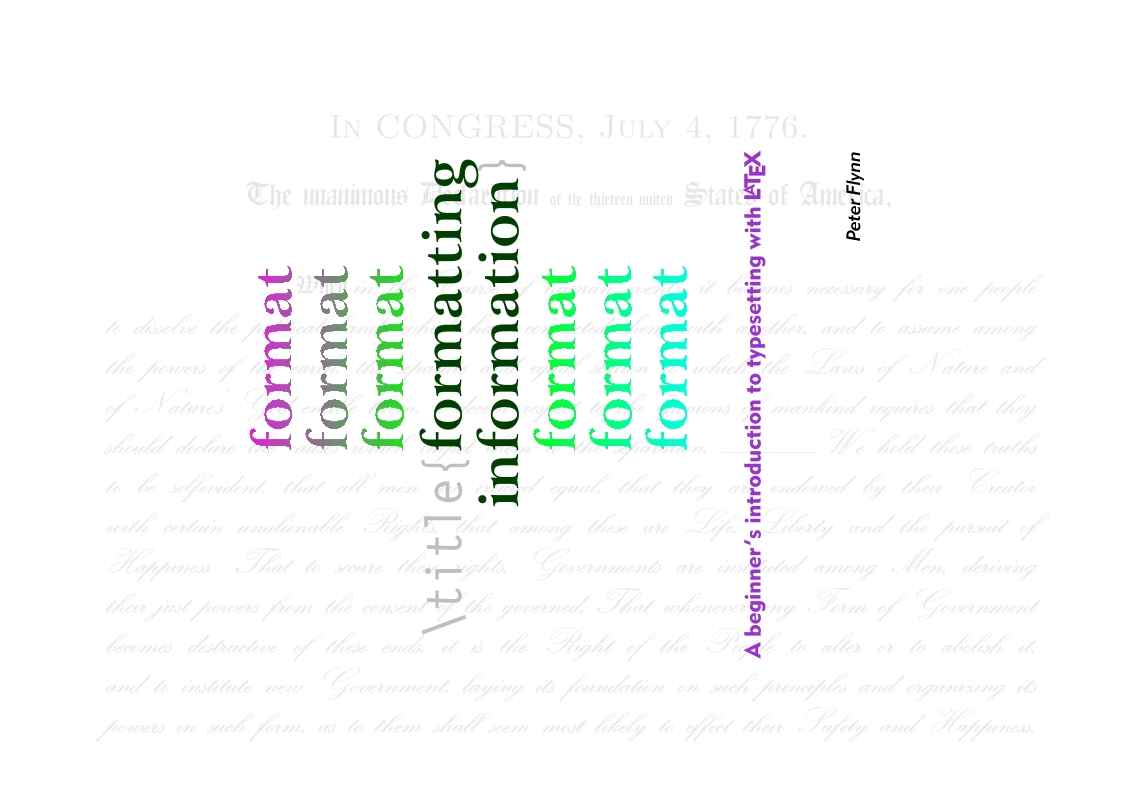 format
format
format
\title{formatting
information}
format
format
format
A beginner's introduction to typesetting with LATEX
Peter Flynn
In CONGRESS, July 4, 1776.
The unanimous Declaration of the thirteen united States of America,
When in the Course of human events it becomes necessary for one people
to dissolve the which have connected them with another, and to assume among
the powers of the earth, the separate and equal station to which the Laws of Nature and
of Nature's God entitle them, a decent respect to the opinions of mankind requires that they
should declare the causes which impel them to the separation. We hold these truths
to be that all men are created equal, that they are endowed by their Creator
with certain unalienable Rights, that among these are Life, Liberty and the pursuit of
Happiness. That to secure these rights, Governments are instituted among Men, deriving
their just powers from the consent of the governed, That whenever any Form of Government
becomes destructive of these ends, it is the Right of the People to alter or to abolish it,
and to institute new Government, laying its foundation on such principles and organizing its
powers in such form, as to them shall seem most likely to effect their Safety and Happiness.